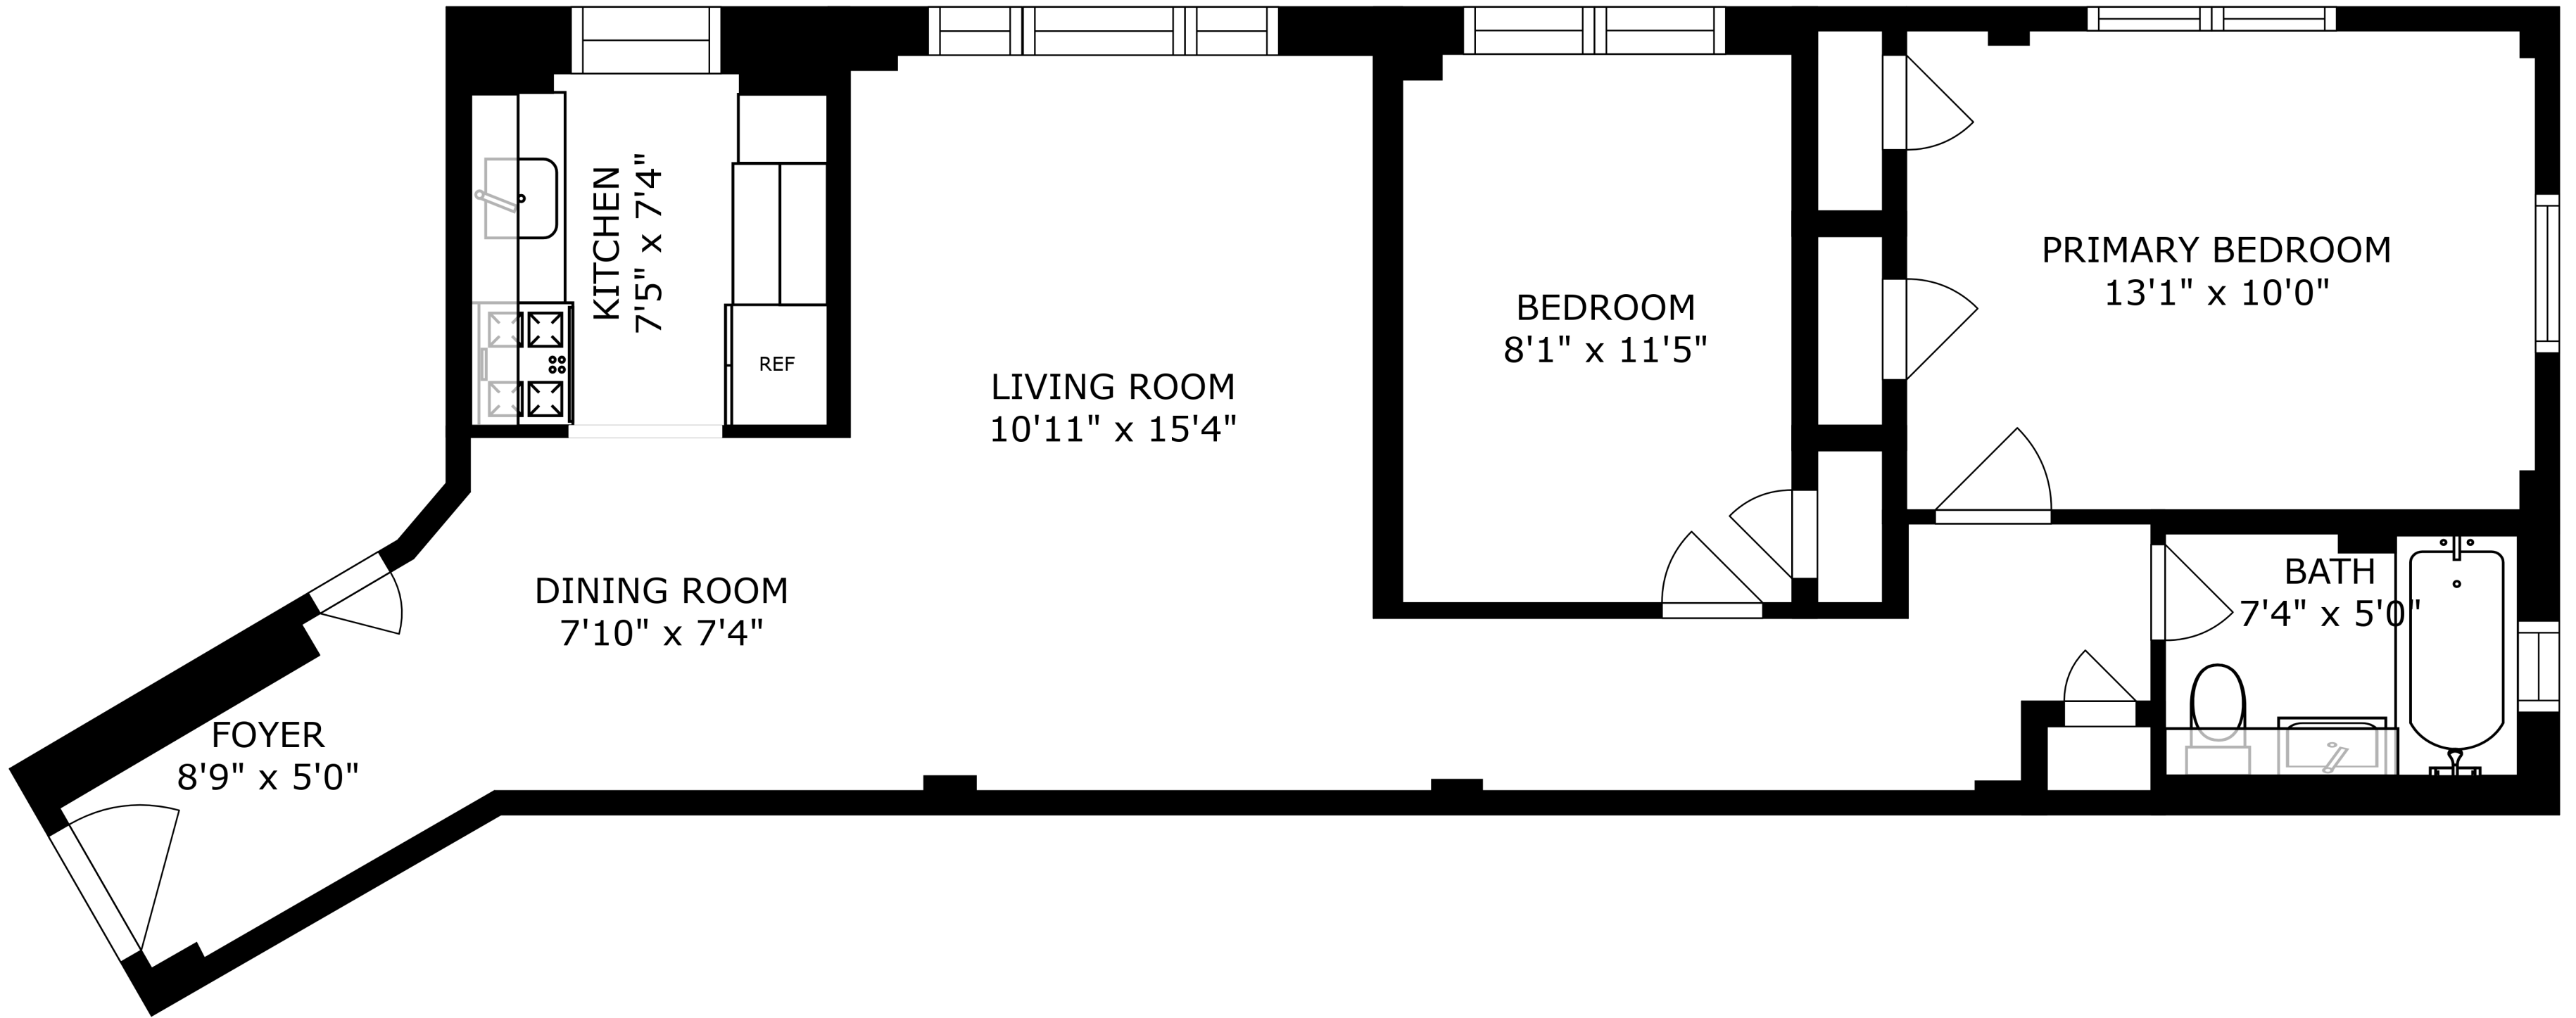 KITCHEN
7'5" x 7'4"
REF
LIVING ROOM
10'11" x 15'4"
BEDROOM
8'1" x 11'5"
PRIMARY BEDROOM
13'1" x 10'0"
DINING ROOM
7'10" x 7'4"
BATH
7'4" x 5'0"
FOYER
8'9" x 5'0"